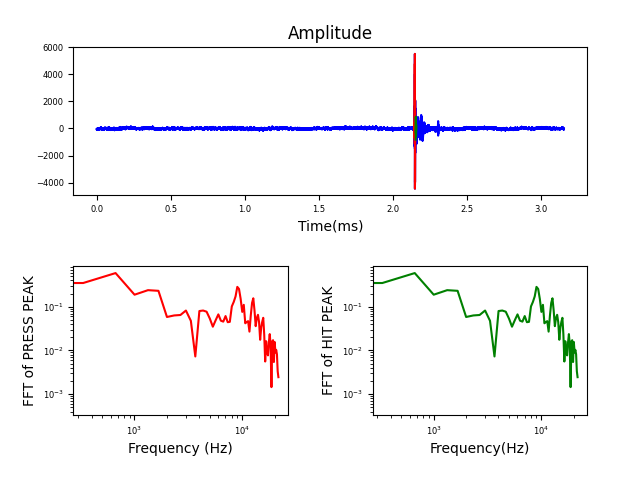 Amplitude
6000
4000
2000
0
−2000
−4000
0.0 0.5 1.0 1.5 2.0 2.5 3.0
Time(ms)
FFT of PRESS PEAK
10⁻¹
10⁻²
10⁻³
10³ 10⁴
Frequency (Hz)
FFT of HIT PEAK
10⁻¹
10⁻²
10⁻³
10³ 10⁴
Frequency(Hz)